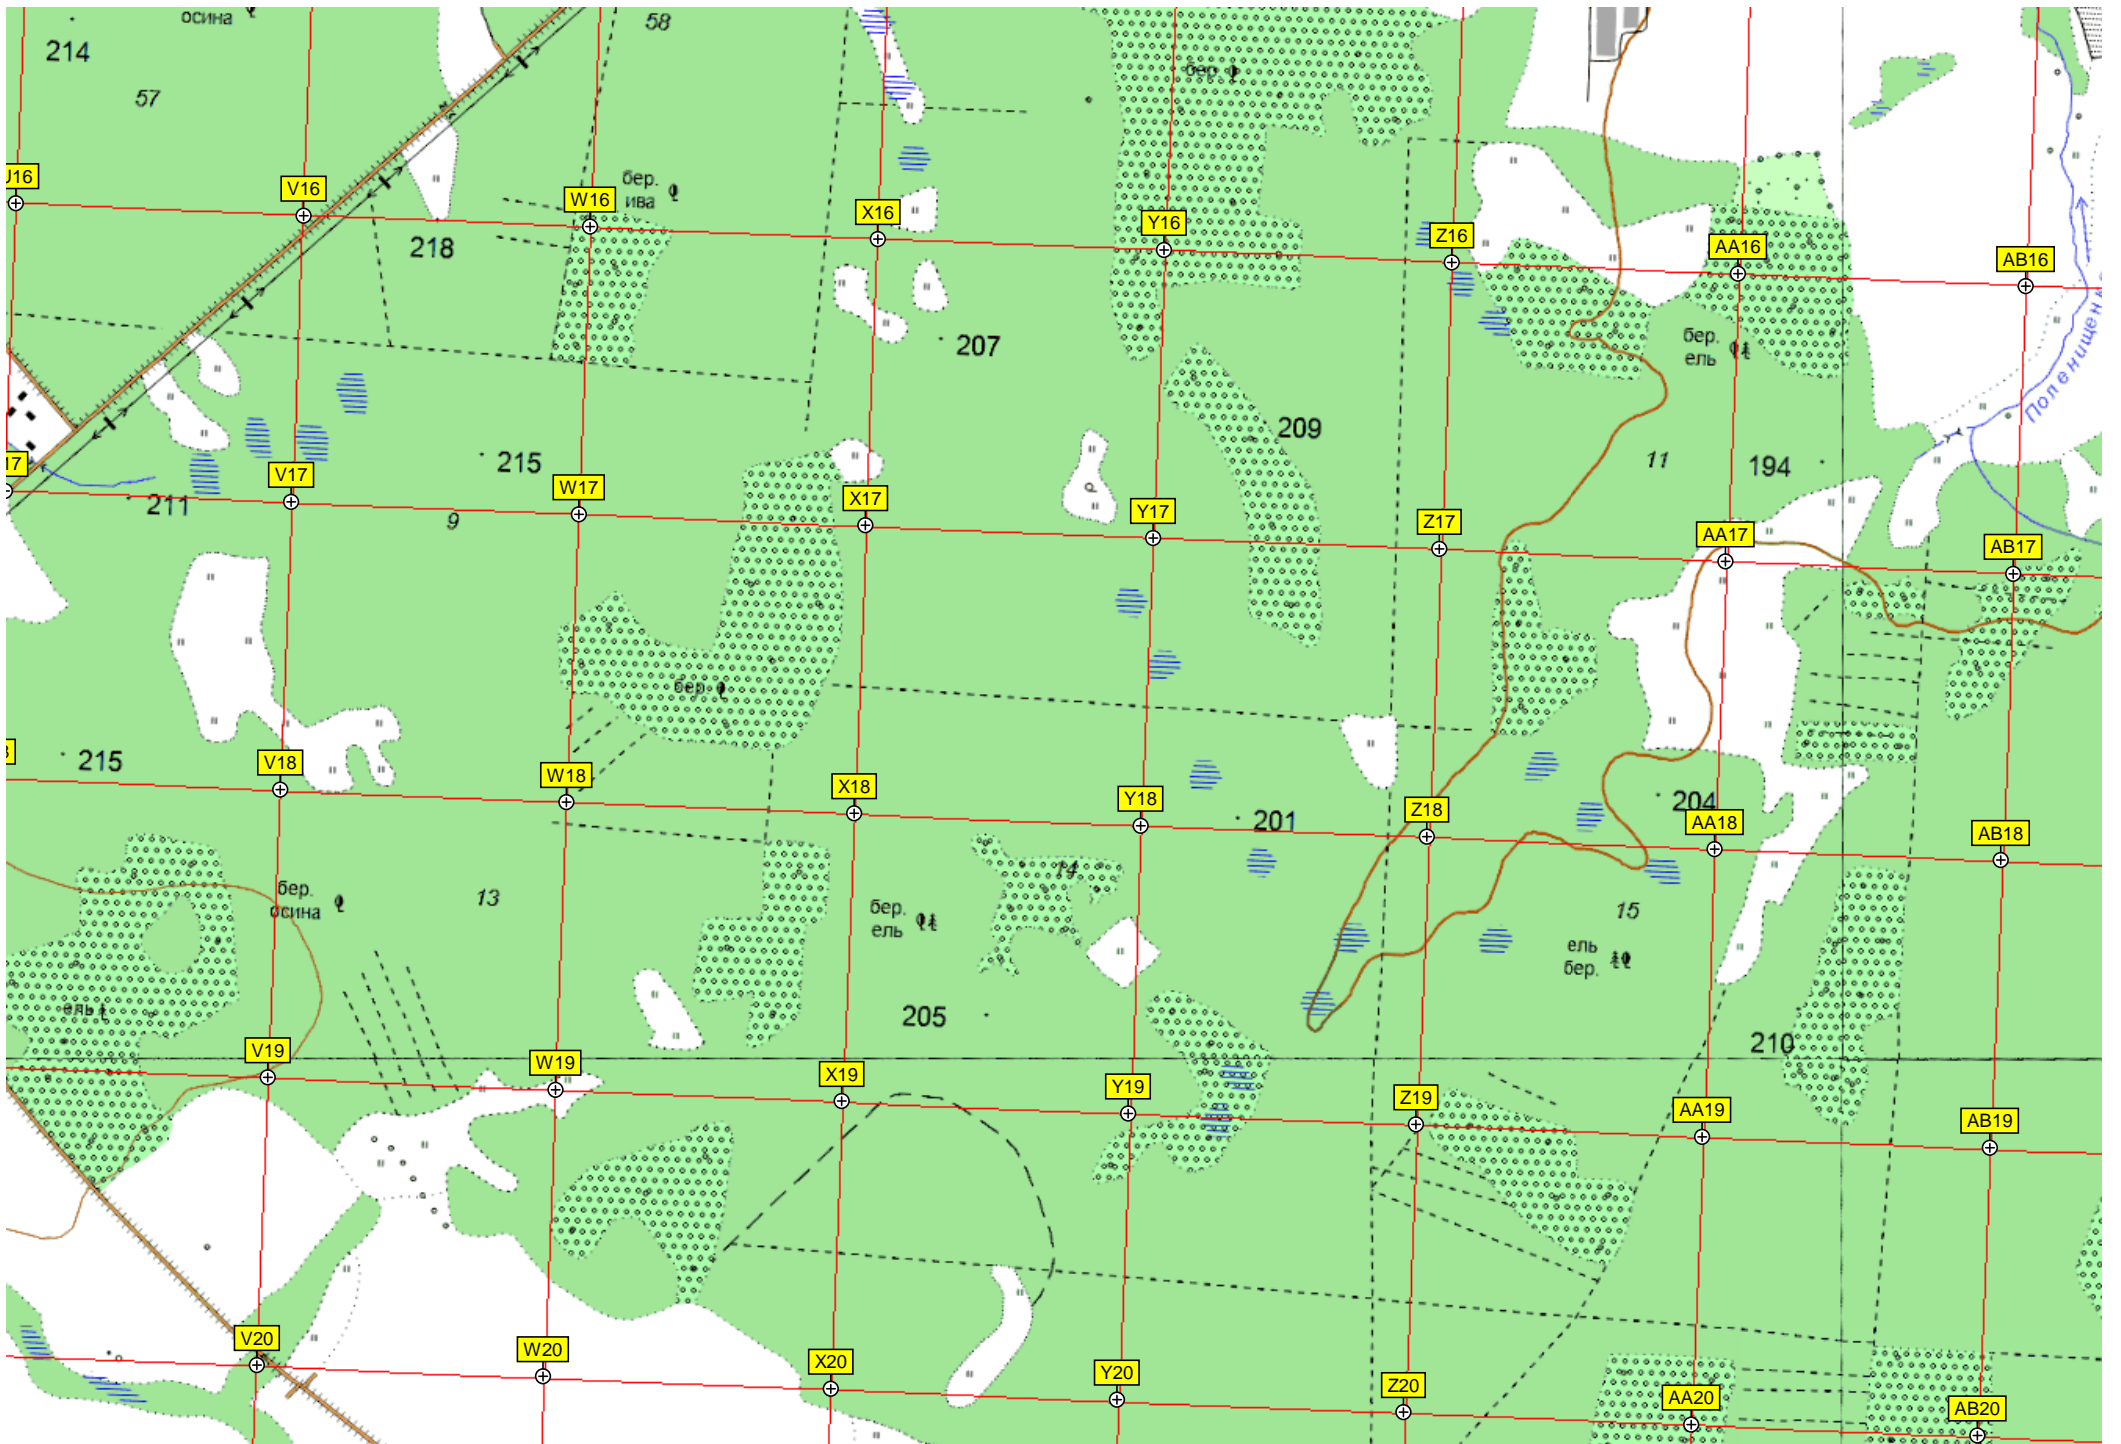 осина
58
214
57
бер.
J16
V16
W16
бер.
ива
X16
Y16
Z16
AA16
AB16
218
207
бер.
ель
Поленищенк
209
11
194
215
17
V17
W17
X17
р
Y17
Z17
AA17
AB17
211
9
бер.
215
V18
W18
X18
Y18
Z18
AA18
AB18
201
204
14
бер.
осина
13
бер.
ель
15
ель
бер.
ель
205
210
V19
W19
X19
Y19
Z19
AA19
AB19
V20
W20
X20
Y20
Z20
AA20
AB20